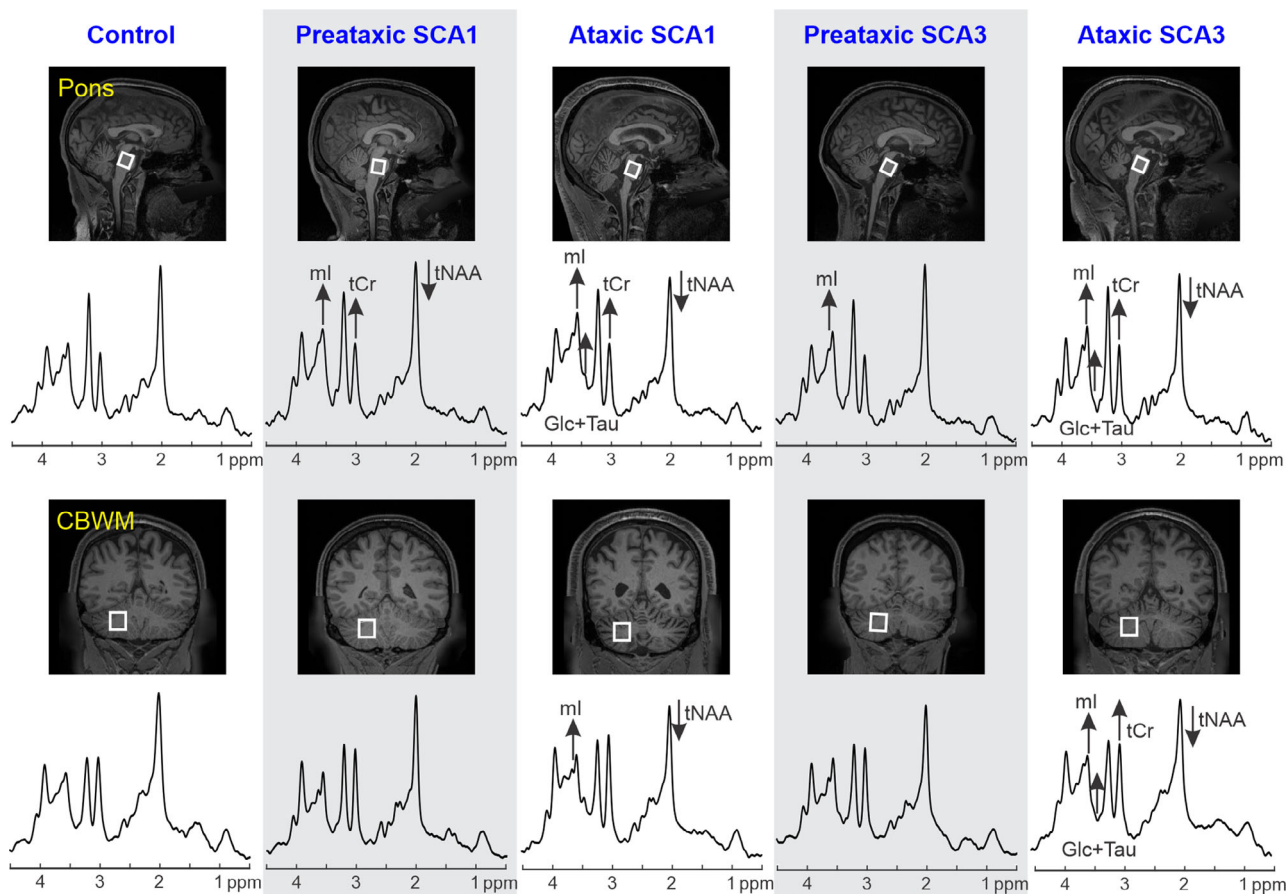 Control
Preataxic SCA1
Ataxic SCA1
Preataxic SCA3
Ataxic SCA3
Pons
mI
tCr
tNAA
mI
tCr
tNAA
Glc+Tau
mI
mI
tCr
tNAA
Glc+Tau
4 3 2 1 ppm
4 3 2 1 ppm
4 3 2 1 ppm
4 3 2 1 ppm
4 3 2 1 ppm
CBWM
mI
tNAA
mI
tCr
tNAA
Glc+Tau
4 3 2 1 ppm
4 3 2 1 ppm
4 3 2 1 ppm
4 3 2 1 ppm
4 3 2 1 ppm